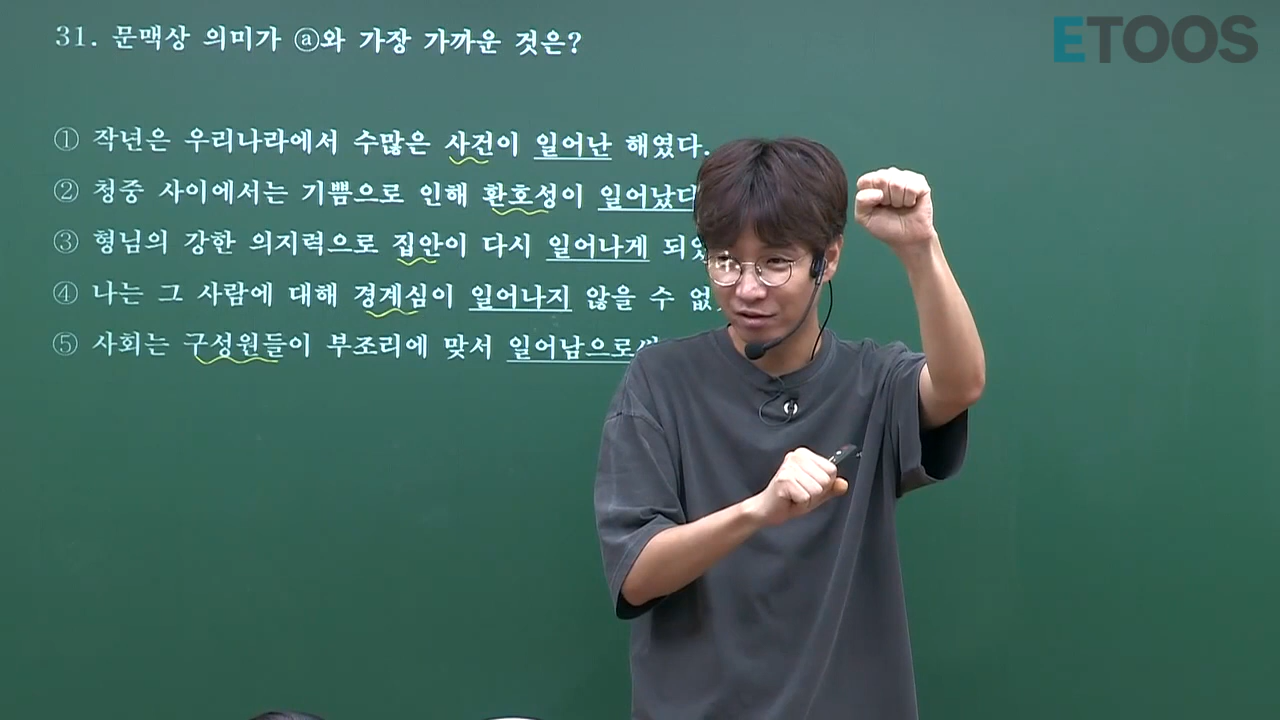 31. 문맥상 의미가 ⓐ와 가장 가까운 것은?
ETOOS
① 작년은 우리나라에서 수많은 사건이 일어난 해였다.
② 청중 사이에서는 기쁨으로 인해 환호성이 일어났다
③ 형님의 강한 의지력으로 집안이 다시 일어나게
④ 나는 그 사람에 대해 경계심이 일어나지 않을 수
⑤ 사회는 구성원들이 부조리에 맞서 일어남으로써